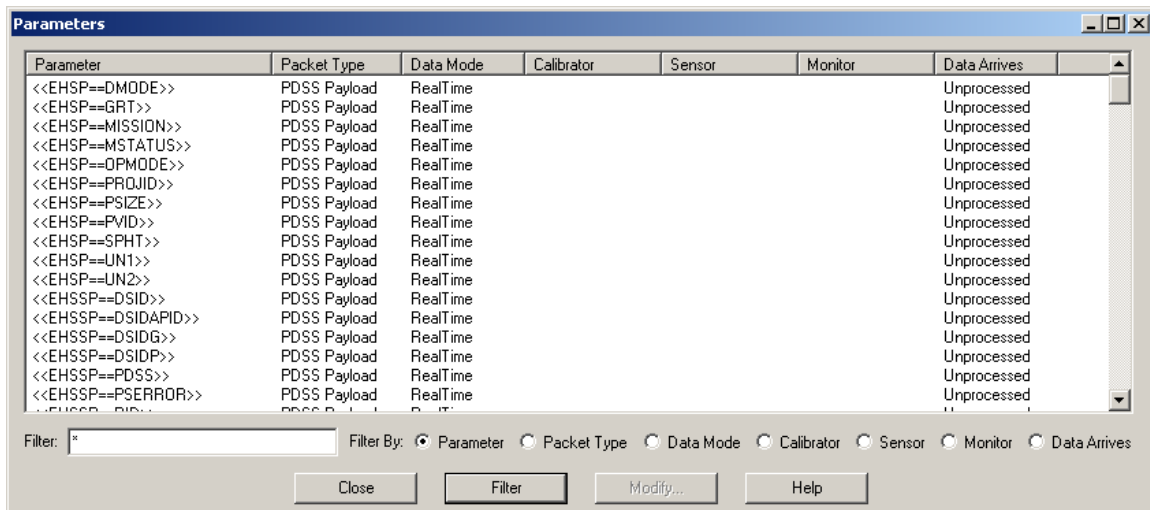 Parameters
Parameter Packet Type Data Mode Calibrator Sensor Monitor Data Arrives
<<EHSP==DMODE>> PDSS Payload RealTime Unprocessed
<<EHSP==GRT>> PDSS Payload RealTime Unprocessed
<<EHSP==MISSION>> PDSS Payload RealTime Unprocessed
<<EHSP==MSTATUS>> PDSS Payload RealTime Unprocessed
<<EHSP==OPMODE>> PDSS Payload RealTime Unprocessed
<<EHSP==PROJID>> PDSS Payload RealTime Unprocessed
<<EHSP==PSIZE>> PDSS Payload RealTime Unprocessed
<<EHSP==PVID>> PDSS Payload RealTime Unprocessed
<<EHSP==SPHT>> PDSS Payload RealTime Unprocessed
<<EHSP==UN1>> PDSS Payload RealTime Unprocessed
<<EHSP==UN2>> PDSS Payload RealTime Unprocessed
<<EHSSP==DSID>> PDSS Payload RealTime Unprocessed
<<EHSSP==DSIDAPID>> PDSS Payload RealTime Unprocessed
<<EHSSP==DSIDG>> PDSS Payload RealTime Unprocessed
<<EHSSP==DSIDP>> PDSS Payload RealTime Unprocessed
<<EHSSP==PDSS>> PDSS Payload RealTime Unprocessed
<<EHSSP==PSERROR>> PDSS Payload RealTime Unprocessed
Filter: * Filter By: Parameter Packet Type Data Mode Calibrator Sensor Monitor Data Arrives
Close Filter Modify... Help